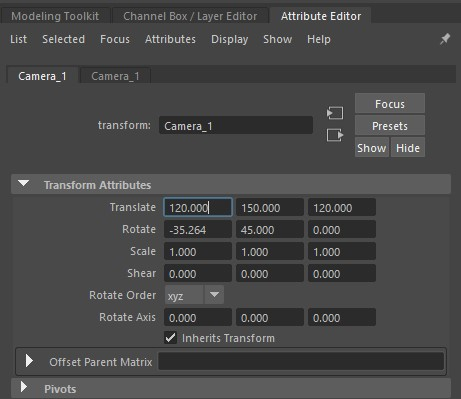 Modeling Toolkit Channel Box / Layer Editor Attribute Editor
List Selected Focus Attributes Display Show Help
Camera_1 Camera_1
Focus
transform: Camera_1 Presets
Show Hide
Transform Attributes
Translate 120.000 150.000 120.000
Rotate -35.264 45.000 0.000
Scale 1.000 1.000 1.000
Shear 0.000 0.000 0.000
Rotate Order xyz
Rotate Axis 0.000 0.000 0.000
Inherits Transform
Offset Parent Matrix
Pivots